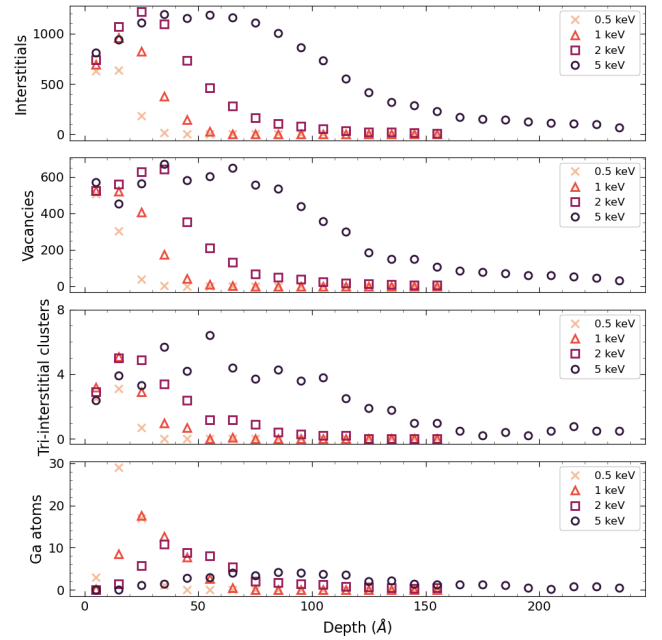 Interstitials
1000
500
0
0.5 keV
1 keV
2 keV
5 keV
Vacancies
600
400
200
0
0.5 keV
1 keV
2 keV
5 keV
Tri-interstitial clusters
8
4
0
0.5 keV
1 keV
2 keV
5 keV
Ga atoms
30
20
10
0
0.5 keV
1 keV
2 keV
5 keV
0 50 100 150 200
Depth (Å)